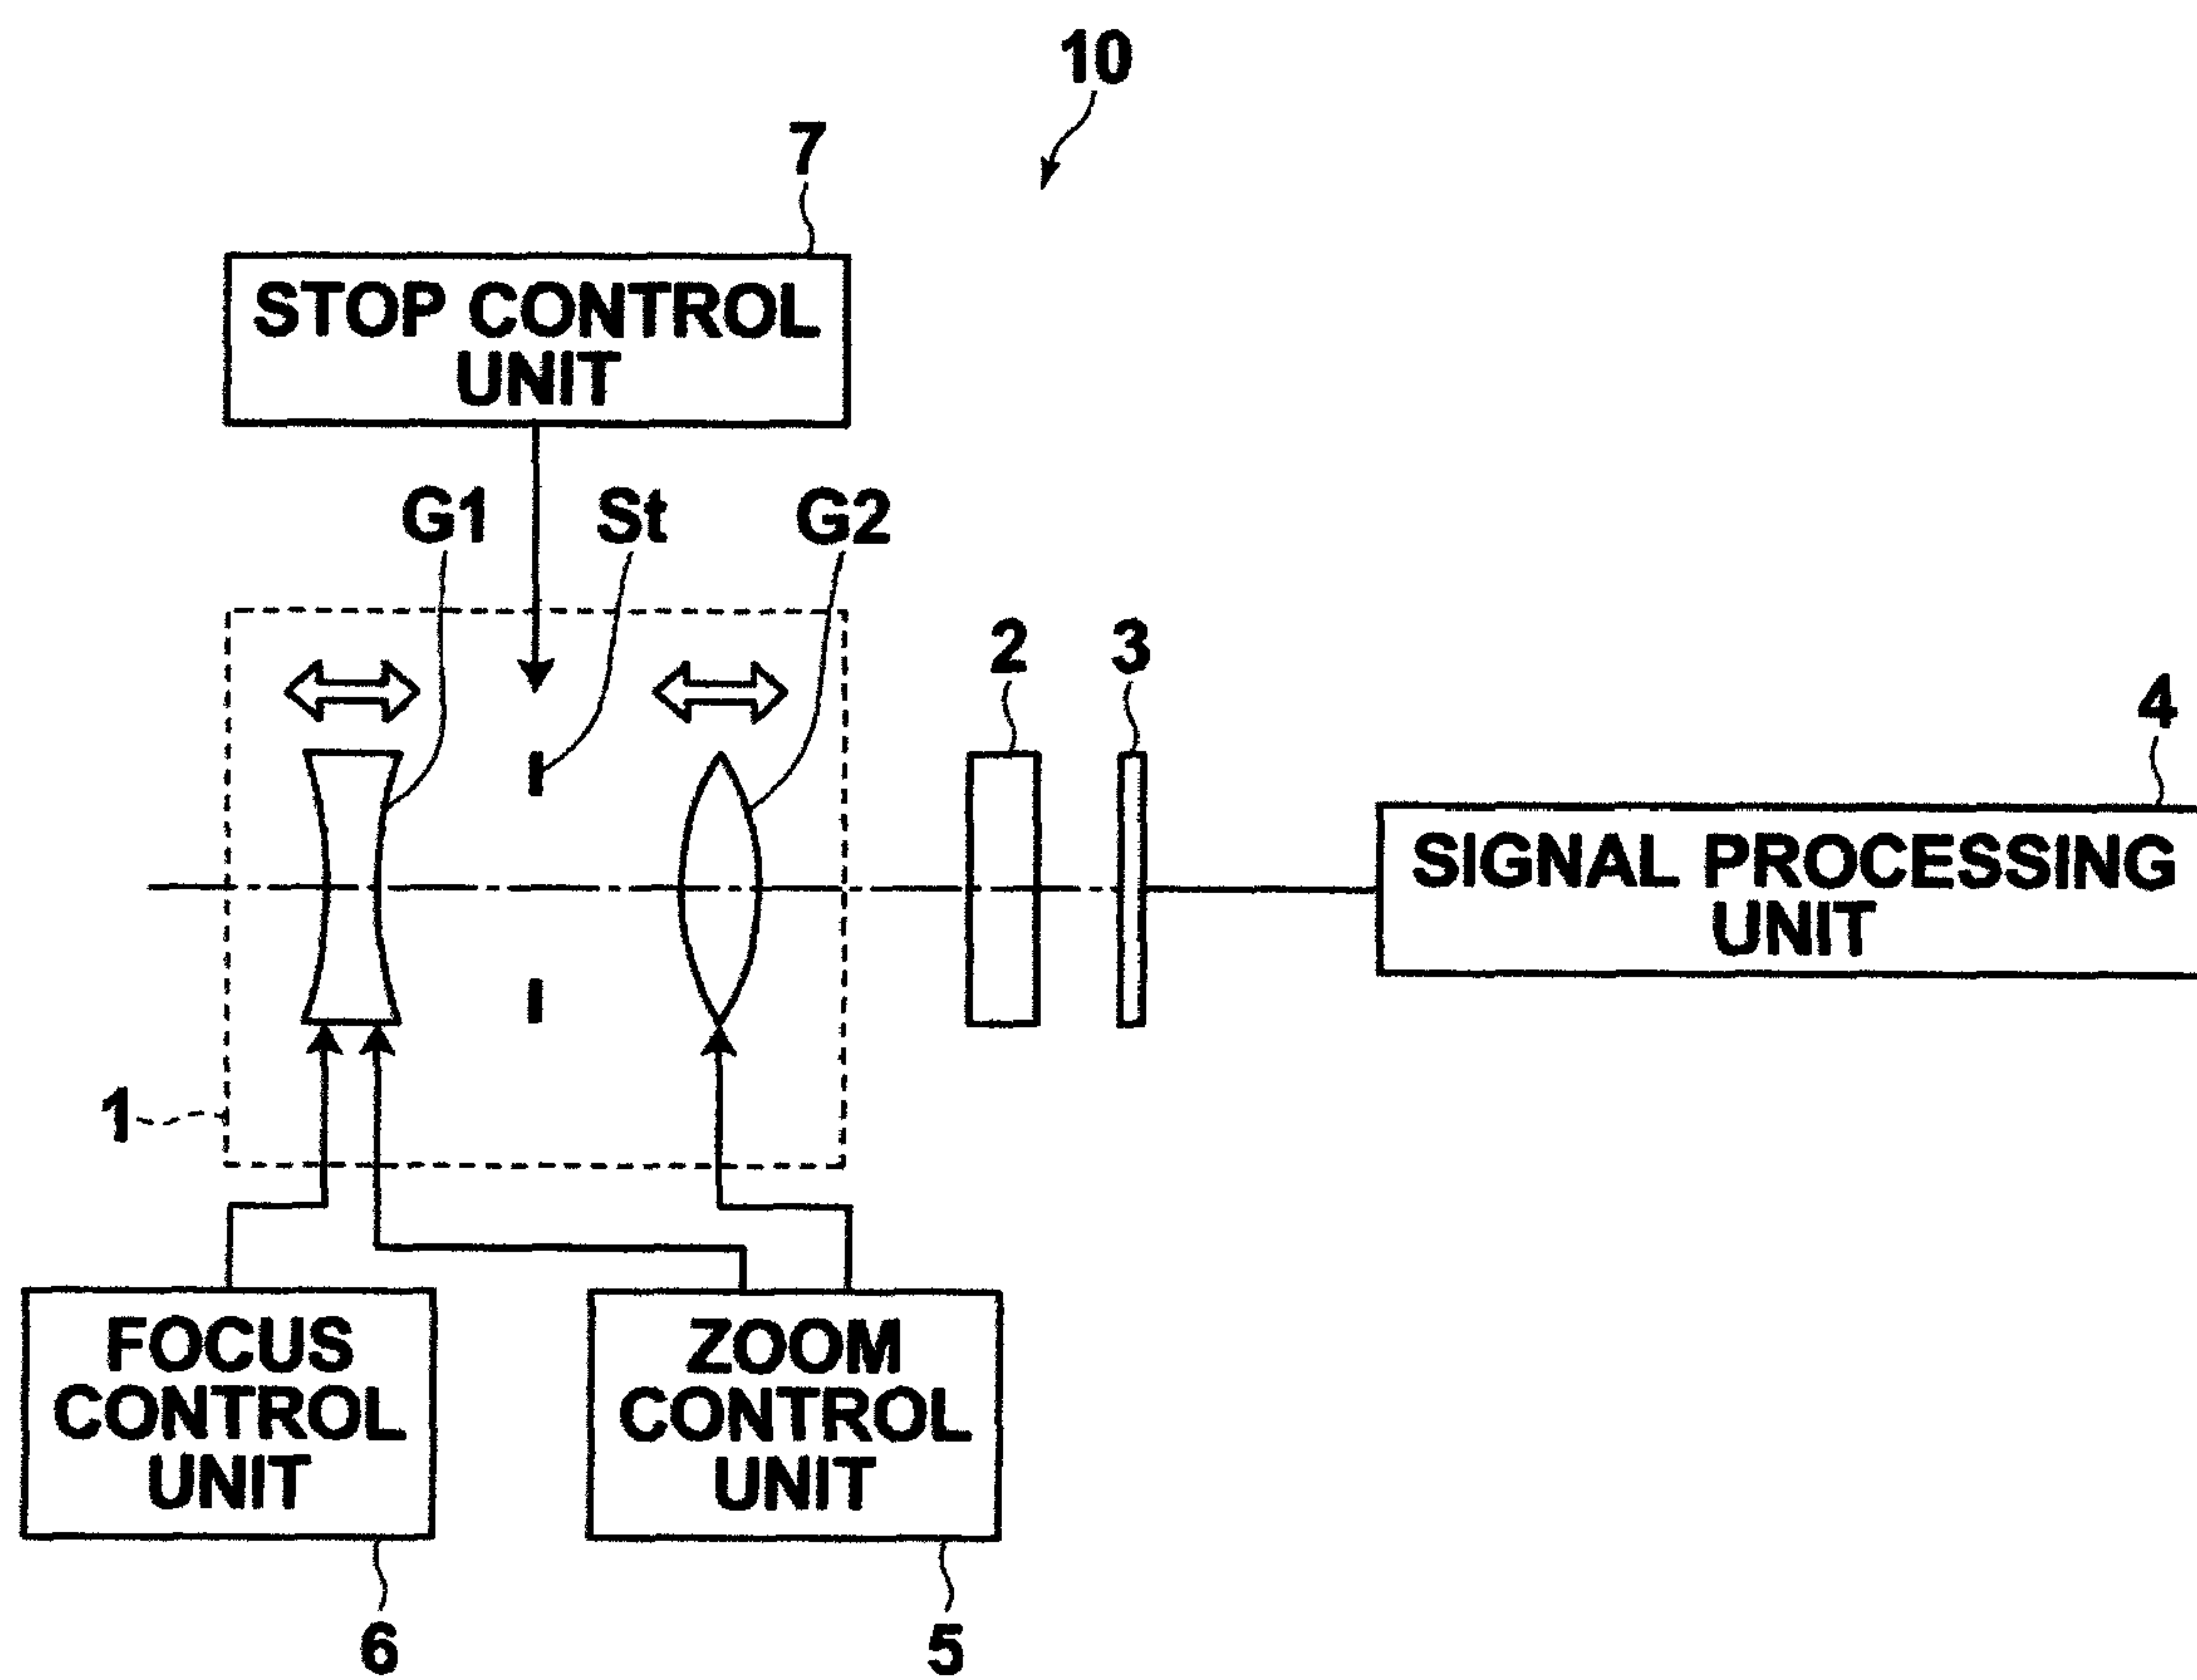 10
7
STOP CONTROL
UNIT
G1
St
G2
2
3
4
SIGNAL PROCESSING
UNIT
1
FOCUS
CONTROL
UNIT
ZOOM
CONTROL
UNIT
6
5